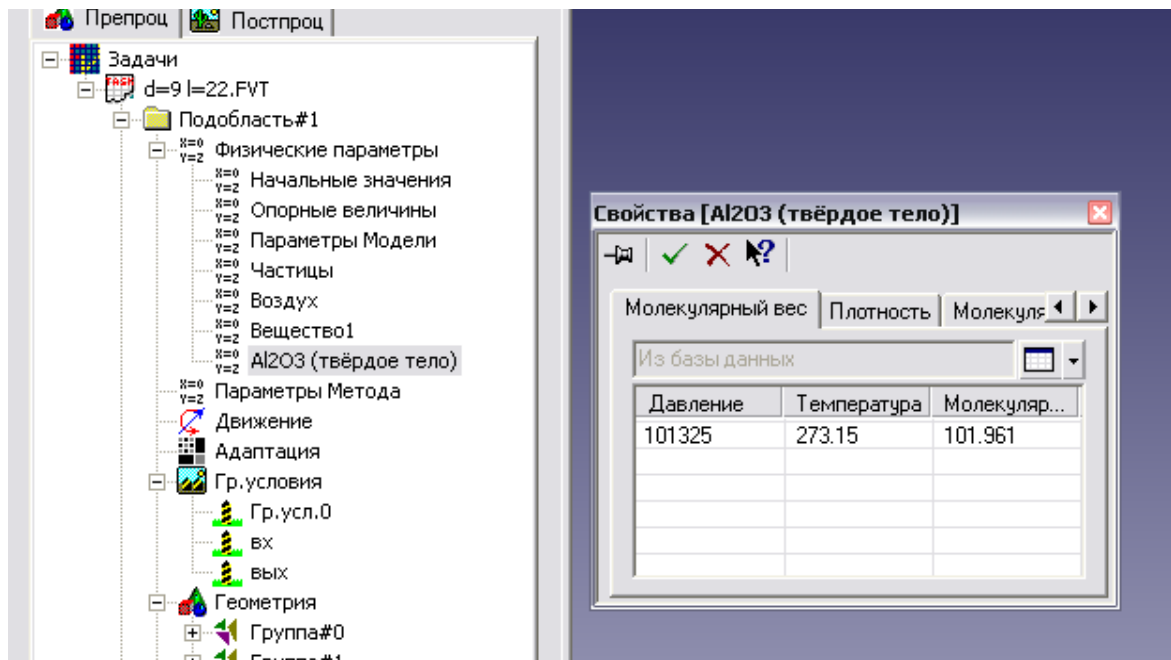 Препроц
Постпроц
Задачи
d=9 l=22.FVT
Подобласть#1
Физические параметры
Начальные значения
Опорные величины
Параметры Модели
Частицы
Воздух
Вещество1
Al2O3 (твёрдое тело)
Параметры Метода
Движение
Адаптация
Гр.условия
Гр.усл.0
вх
вых
Геометрия
Группа#0
Группа#1
Свойства [Al2O3 (твёрдое тело)]
Молекулярный вес
Плотность
Молекуля
Из базы данных
Давление Температура Молекуляр...
101325 273.15 101.961